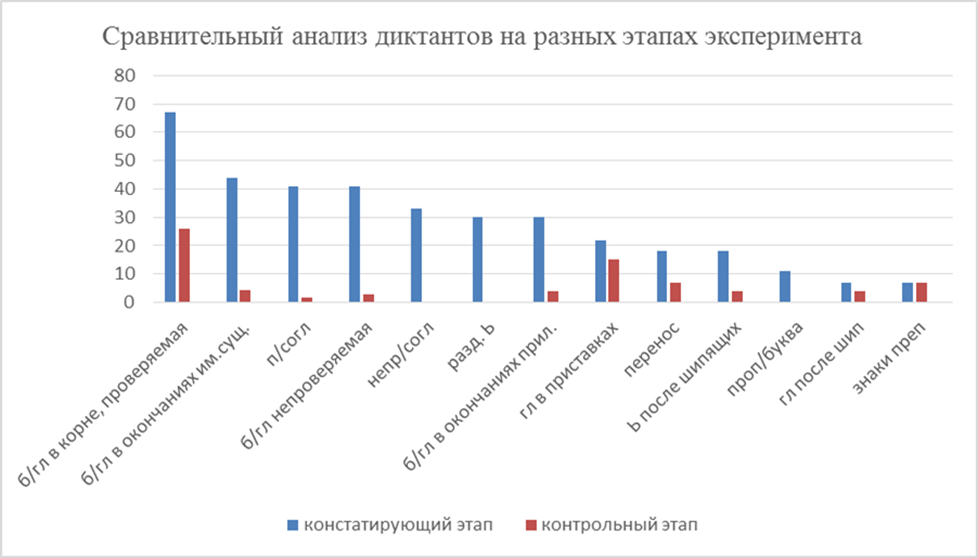 Сравнительный анализ диктантов на разных этапах эксперимента
80
70
60
50
40
30
20
10
0
б/гл в корне, проверяемая
б/гл в окончаниях им.сущ.
п/согл
б/гл непроверяемая
непр/согл
разд. Ь
б/гл в окончаниях прил.
гл в приставках
перенос
Ь после шипящих
проп/буква
гл после шип
знаки преп
констатирующий этап
контрольный этап